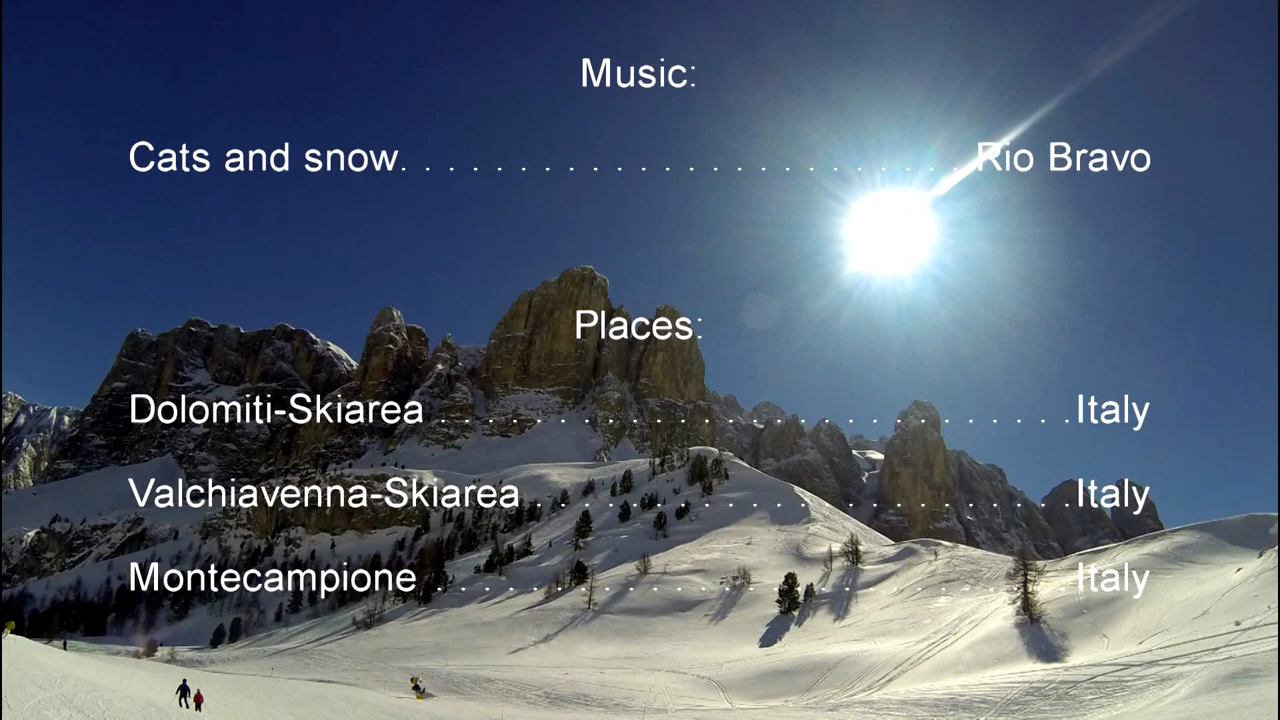 Music:
Cats and snow. . . . . . . . . . . . . . . . . . . . . . . . Rio Bravo
Places:
Dolomiti-Skiarea . . . . . . . . . . . . . . . . . . . . . . . . . . . Italy
Valchiavenna-Skiarea . . . . . . . . . . . . . . . . . . . . . . . Italy
Montecampione . . . . . . . . . . . . . . . . . . . . . . . . . . . Italy